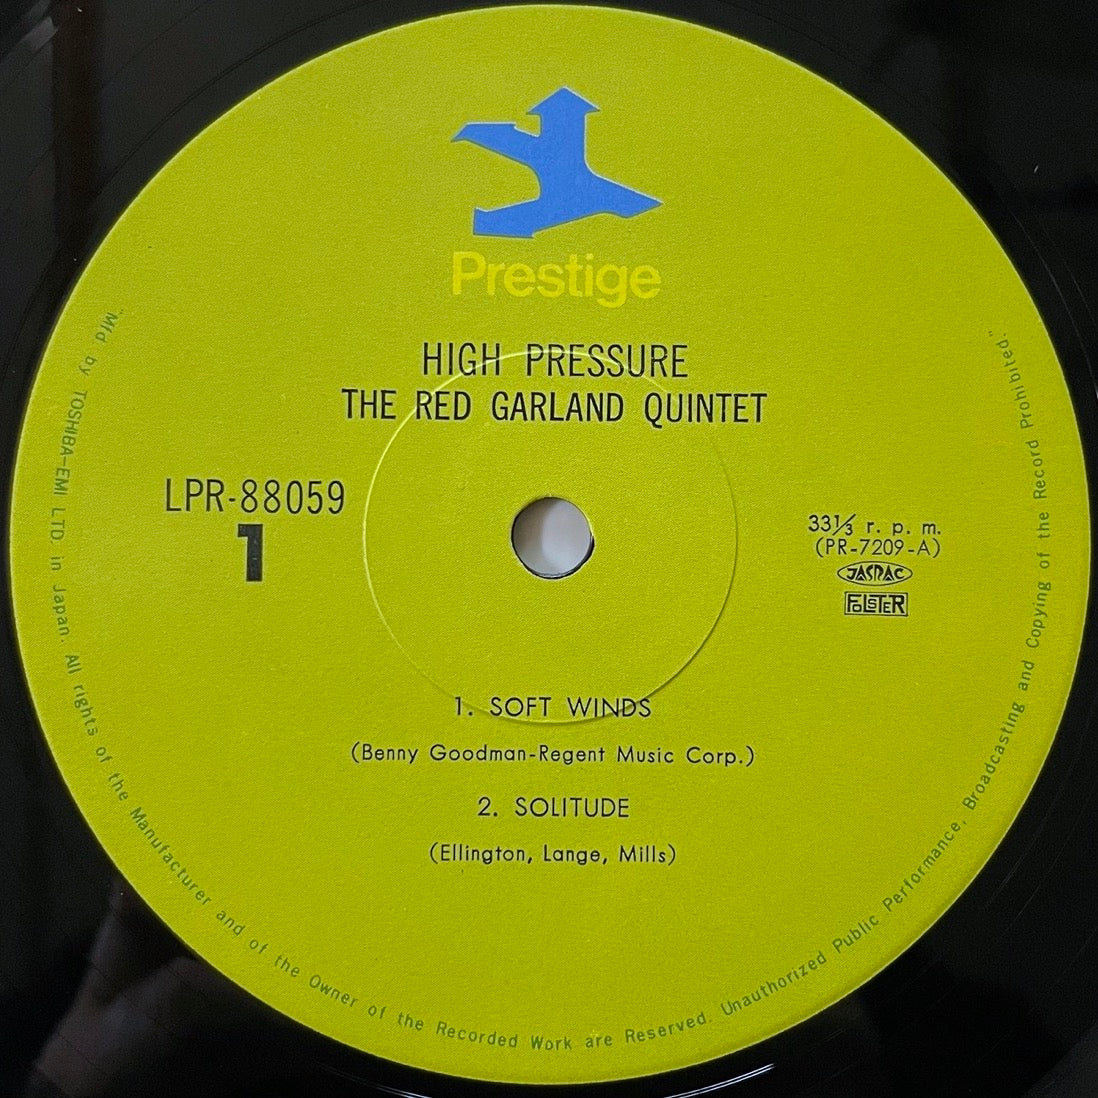 Prestige
HIGH PRESSURE
THE RED GARLAND QUINTET
LPR-88059
1
33⅓ r. p. m.
(PR-7209-A)
JASRAC
FOLSTER
1. SOFT WINDS
(Benny Goodman-Regent Music Corp.)
2. SOLITUDE
(Ellington, Lange, Mills)
"Mfd by TOSHIBA-EMI LTD in Japan. All rights of the Manufacturer and of the Owner of the Recorded Work are Reserved. Unauthorized Public Performance, Broadcasting and Copying of the Record Prohibited."